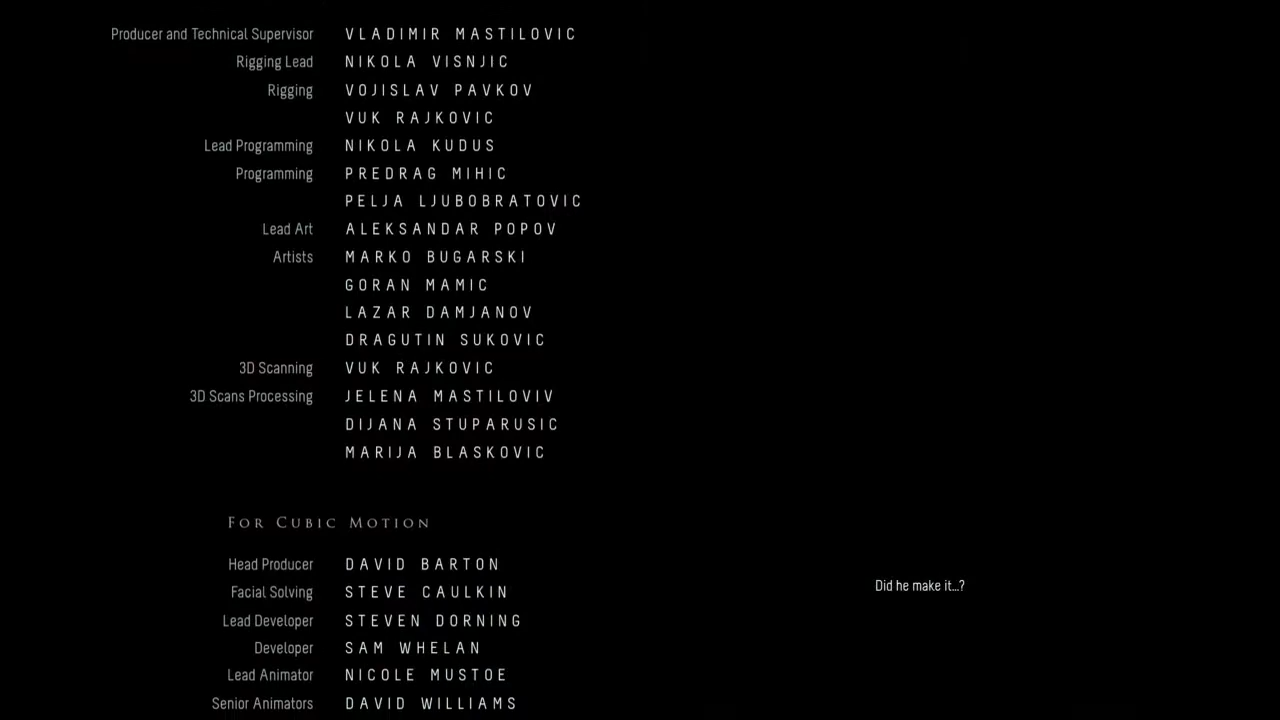 Producer and Technical Supervisor VLADIMIR MASTILOVIC
Rigging Lead NIKOLA VISNJIC
Rigging VOJISLAV PAVKOV
VUK RAJKOVIC
Lead Programming NIKOLA KUDUS
Programming PREDRAG MIHIC
PELJA LJUBOBRATOVIC
Lead Art ALEKSANDAR POPOV
Artists MARKO BUGARSKI
GORAN MAMIC
LAZAR DAMJANOV
DRAGUTIN SUKOVIC
3D Scanning VUK RAJKOVIC
3D Scans Processing JELENA MASTILOVIV
DIJANA STUPARUSIC
MARIJA BLASKOVIC
FOR CUBIC MOTION
Head Producer DAVID BARTON
Facial Solving STEVE CAULKIN
Lead Developer STEVEN DORNING
Developer SAM WHELAN
Lead Animator NICOLE MUSTOE
Senior Animators DAVID WILLIAMS
Did he make it...?